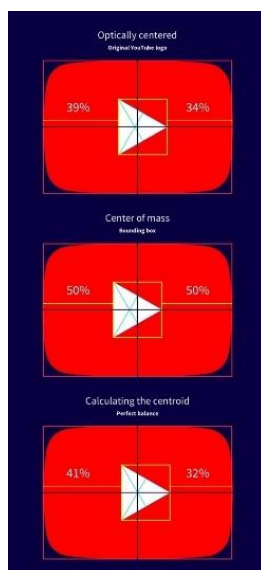 Optically centered
Original YouTube logo
39%
34%
Center of mass
Bounding box
50%
50%
Calculating the centroid
Perfect balance
41%
32%